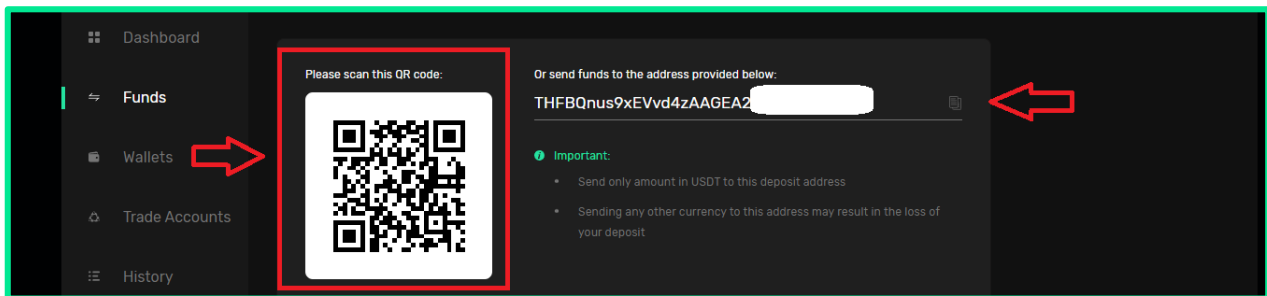 Dashboard
Funds
Wallets
Trade Accounts
History
Please scan this QR code:
Or send funds to the address provided below:
THFBQnus9xEVvd4zAAGEA2
Important:
Send only amount in USDT to this deposit address
Sending any other currency to this address may result in the loss of
your deposit